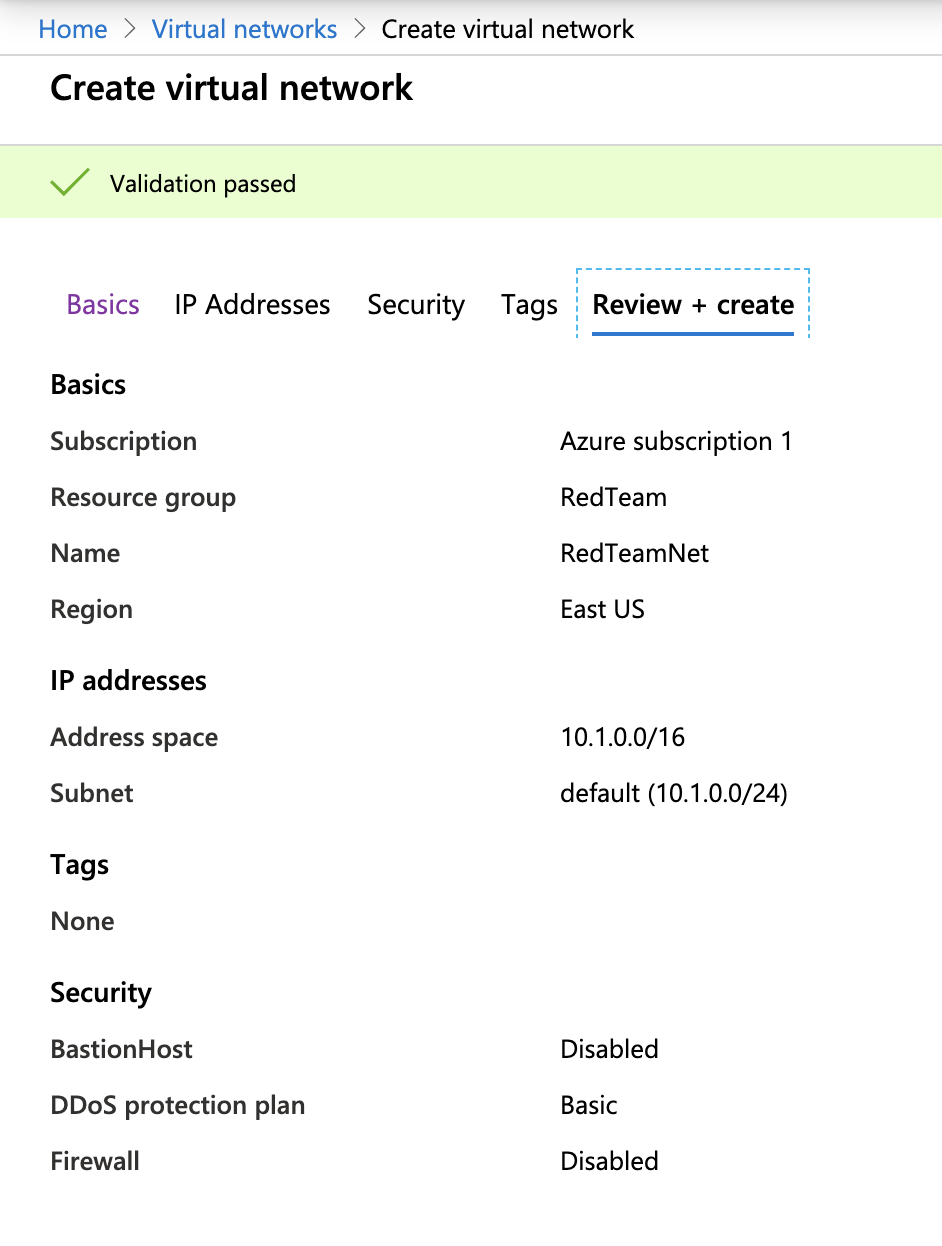 Home > Virtual networks > Create virtual network
Create virtual network
Validation passed
Basics IP Addresses Security Tags Review + create
Basics
Subscription Azure subscription 1
Resource group RedTeam
Name RedTeamNet
Region East US
IP addresses
Address space 10.1.0.0/16
Subnet default (10.1.0.0/24)
Tags
None
Security
BastionHost Disabled
DDoS protection plan Basic
Firewall Disabled